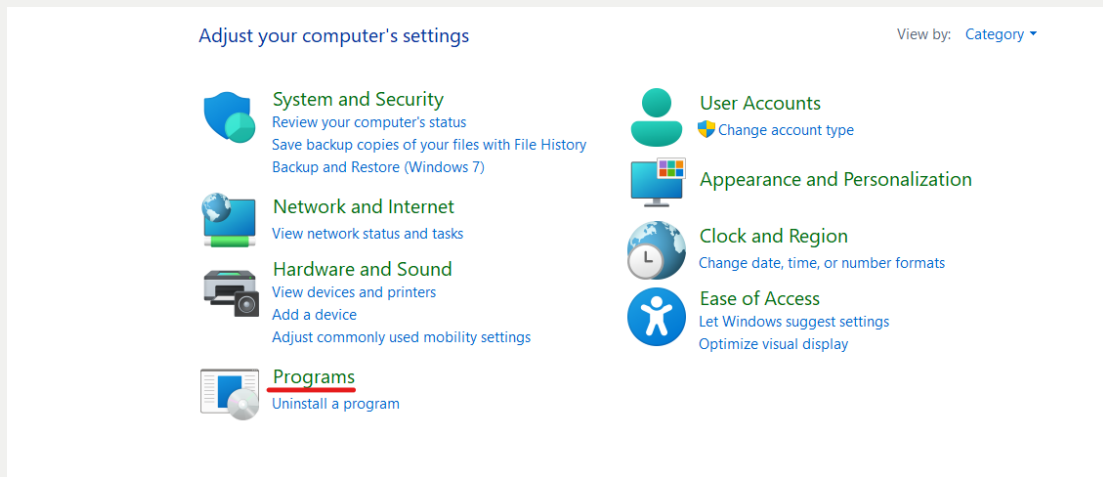 Adjust your computer's settings
View by: Category
System and Security
Review your computer's status
Save backup copies of your files with File History
Backup and Restore (Windows 7)
Network and Internet
View network status and tasks
Hardware and Sound
View devices and printers
Add a device
Adjust commonly used mobility settings
Programs
Uninstall a program
User Accounts
Change account type
Appearance and Personalization
Clock and Region
Change date, time, or number formats
Ease of Access
Let Windows suggest settings
Optimize visual display